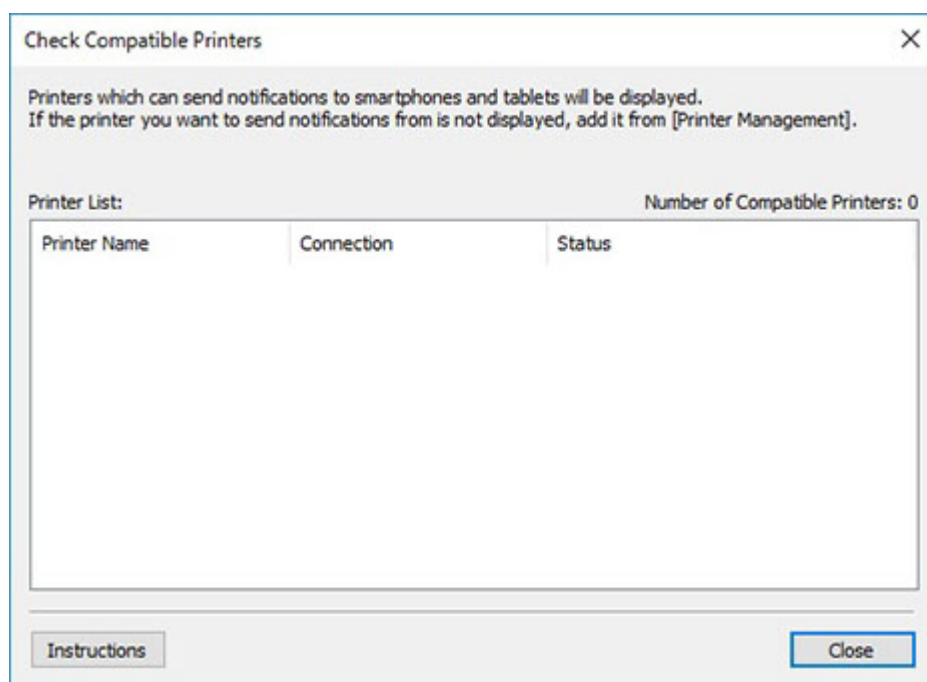 Check Compatible Printers
Printers which can send notifications to smartphones and tablets will be displayed.
If the printer you want to send notifications from is not displayed, add it from [Printer Management].
Printer List: Number of Compatible Printers: 0
Printer Name Connection Status
Instructions Close